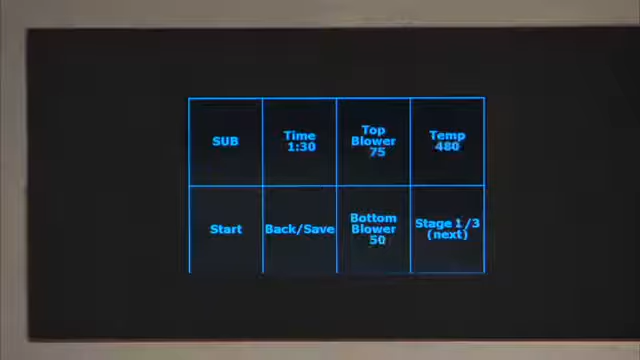 SUB
Time
1:30
Top
Blower
75
Temp
480
Start
Back/Save
Bottom
Blower
50
Stage 1/3
(next)